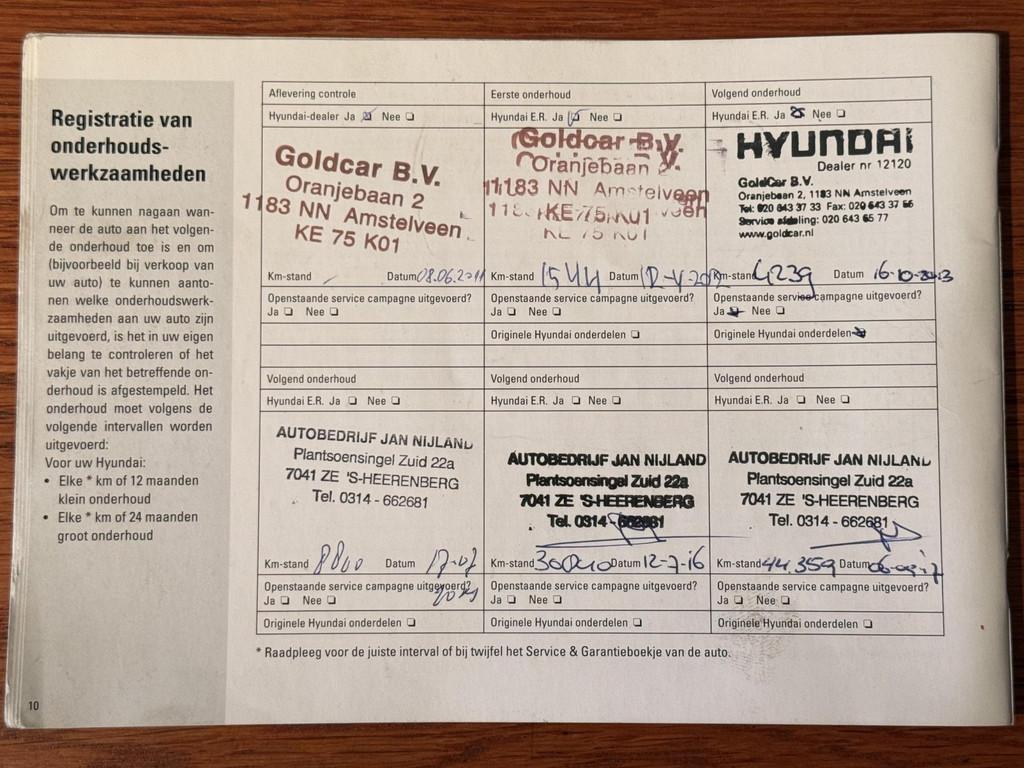 Registratie van
onderhouds-
werkzaamheden
Om te kunnen nagaan wan-
neer de auto aan het volgen-
de onderhoud toe is en om
(bijvoorbeeld bij verkoop van
uw auto) te kunnen aanto-
nen welke onderhoudswerk-
zaamheden aan uw auto zijn
uitgevoerd, is het in uw eigen
belang te controleren of het
vakje van het betreffende on-
derhoud is afgestempeld. Het
onderhoud moet volgens de
volgende intervallen worden
uitgevoerd:
Voor uw Hyundai:
• Elke * km of 12 maanden
klein onderhoud
• Elke * km of 24 maanden
groot onderhoud
10
Aflevering controle
Hyundai-dealer Ja Nee
Goldcar B.V.
Oranjebaan 2
1183 NN Amstelveen
KE 75 K01
Km-stand Datum 08.06.2011
Openstaande service campagne uitgevoerd?
Ja Nee
Eerste onderhoud
Hyundai E.R. Ja Nee
Goldcar B.V.
Oranjebaan 2
1183 NN Amstelveen
Km-stand 1544 Datum
Openstaande service campagne uitgevoerd?
Ja Nee
Originele Hyundai onderdelen
Volgend onderhoud
Hyundai E.R. Ja Nee
HYUNDAI
Dealer nr 12120
GoldCar B.V.
Oranjebaan 2, 1183 NN Amstelveen
Tel: 020 643 37 33 Fax: 020 643 37 56
Service afdeling: 020 643 65 77
www.goldcar.nl
Km-stand 4239 Datum 16-10-2013
Openstaande service campagne uitgevoerd?
Ja Nee
Originele Hyundai onderdelen
Volgend onderhoud
Hyundai E.R. Ja Nee
AUTOBEDRIJF JAN NIJLAND
Plantsoensingel Zuid 22a
7041 ZE 'S-HEERENBERG
Tel. 0314 - 662681
Km-stand 8800 Datum 17-07
Openstaande service campagne uitgevoerd?
Ja Nee
Originele Hyundai onderdelen
Volgend onderhoud
Hyundai E.R. Ja Nee
AUTOBEDRIJF JAN NIJLAND
Plantsoensingel Zuid 22a
7041 ZE 'S-HEERENBERG
Tel. 0314 - 662681
Km-stand Datum 12-7-16
Openstaande service campagne uitgevoerd?
Ja Nee
Originele Hyundai onderdelen
Volgend onderhoud
Hyundai E.R. Ja Nee
AUTOBEDRIJF JAN NIJLAND
Plantsoensingel Zuid 22a
7041 ZE 'S-HEERENBERG
Tel. 0314 - 662681
Km-stand 44.359 Datum
Openstaande service campagne uitgevoerd?
Ja Nee
Originele Hyundai onderdelen
* Raadpleeg voor de juiste interval of bij twijfel het Service & Garantieboekje van de auto.